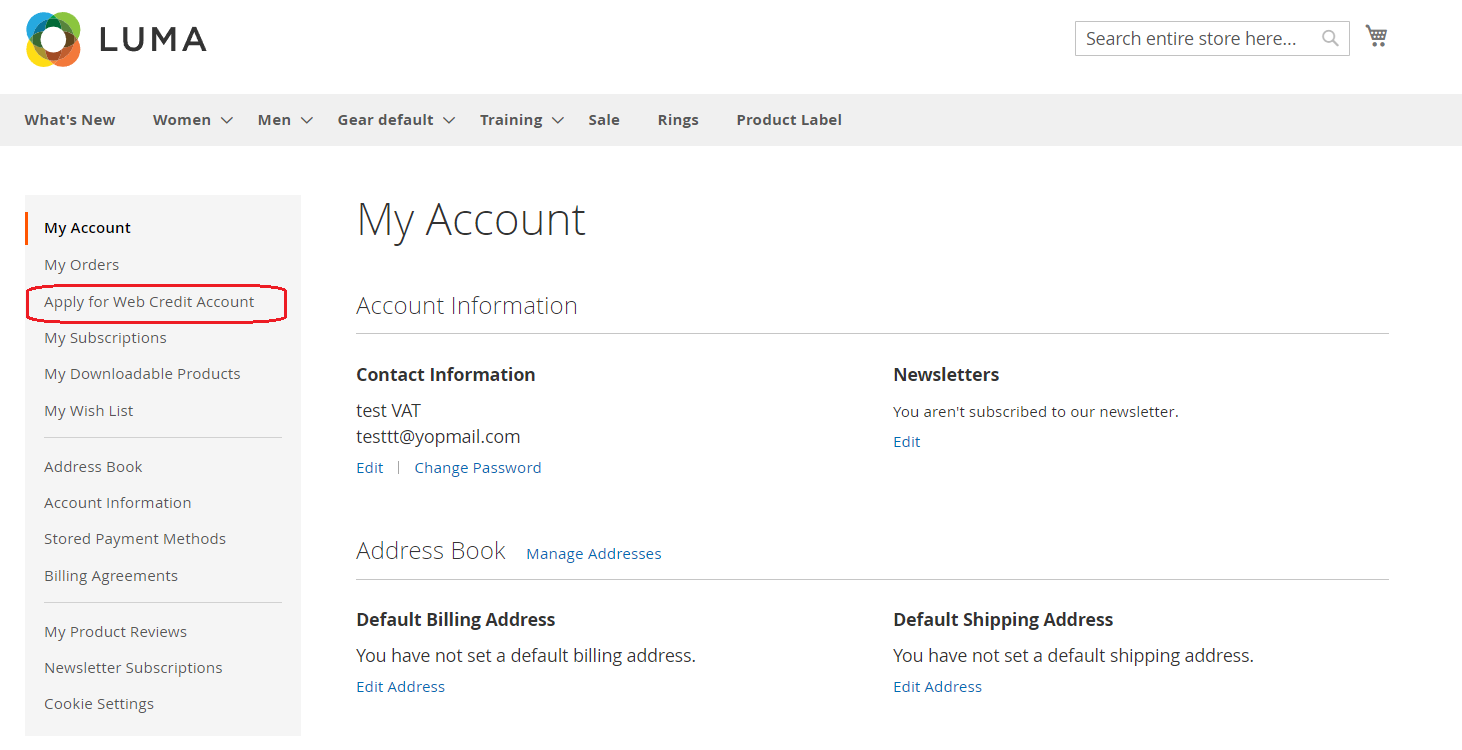 LUMA
Search entire store here...
What's New Women Men Gear default Training Sale Rings Product Label
My Account
My Orders
Apply for Web Credit Account
My Subscriptions
My Downloadable Products
My Wish List
Address Book
Account Information
Stored Payment Methods
Billing Agreements
My Product Reviews
Newsletter Subscriptions
Cookie Settings
My Account
Account Information
Contact Information
test VAT
testtt@yopmail.com
Edit | Change Password
Newsletters
You aren't subscribed to our newsletter.
Edit
Address Book Manage Addresses
Default Billing Address
You have not set a default billing address.
Edit Address
Default Shipping Address
You have not set a default shipping address.
Edit Address